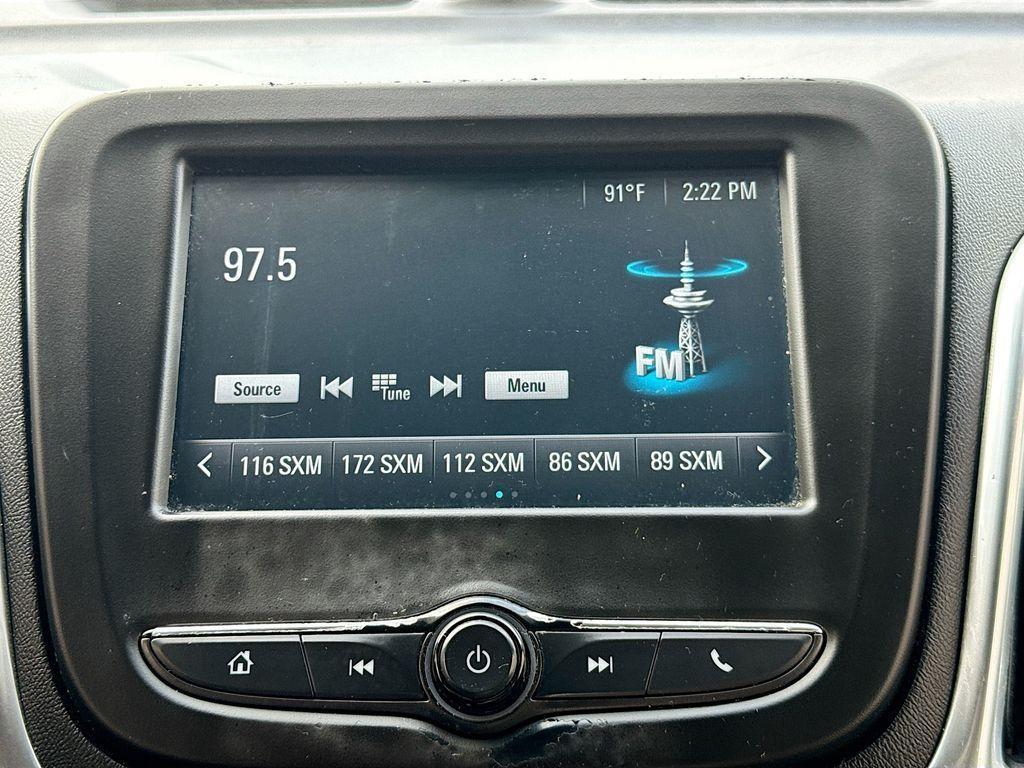 91°F 2:22 PM
97.5
FM
Source Tune Menu
116 SXM 172 SXM 112 SXM 86 SXM 89 SXM